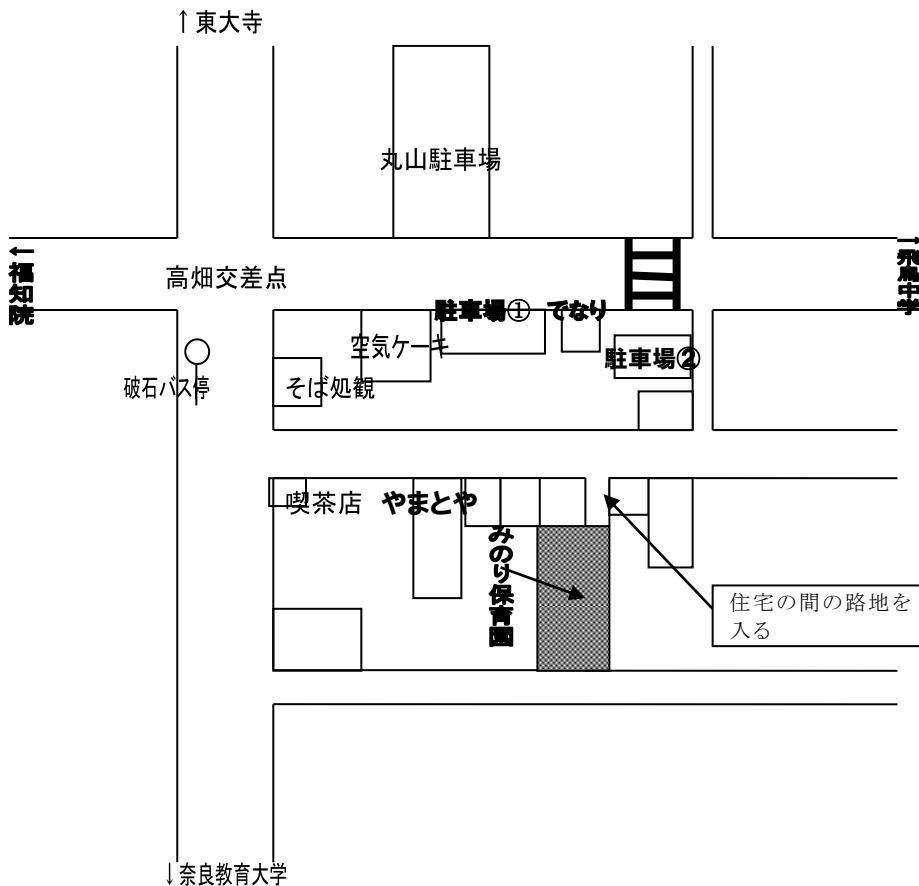 ↑東大寺
丸山駐車場
←福知院
高畑交差点
→飛鳥中学
駐車場① でなり
空気ケーキ
駐車場②
破石バス停
そば処観
喫茶店
やまとや
みのり保育園
住宅の間の路地を
入る
↓奈良教育大学